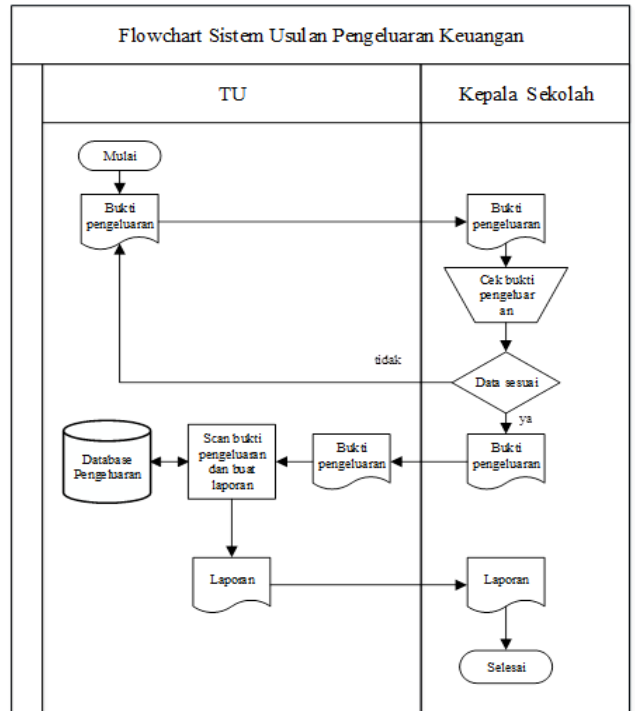 Flowchart Sistem Usulan Pengeluaran Keuangan
TU
Kepala Sekolah
Mulai
Bukti
pengeluaran
Bukti
pengeluaran
Cek bukti
pengeluar
an
tidak
Data sesuai
ya
Database
Pengeluaran
Scan bukti
pengeluaran
dan buat
laporan
Bukti
pengeluaran
Bukti
pengeluaran
Laporan
Laporan
Selesai